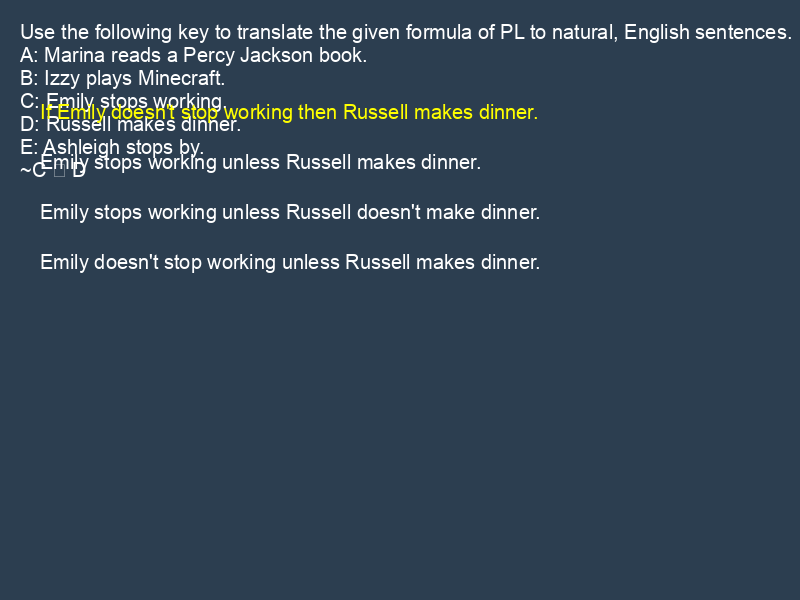 Use the following key to translate the given formula of PL to natural, English sentences.
A: Marina reads a Percy Jackson book.
B: Izzy plays Minecraft.
C: Emily stops working.
If Emily doesn't stop working then Russell makes dinner.
D: Russell makes dinner.
E: Ashleigh stops by.
Emily stops working unless Russell makes dinner.
~C □ D
Emily stops working unless Russell doesn't make dinner.
Emily doesn't stop working unless Russell makes dinner.